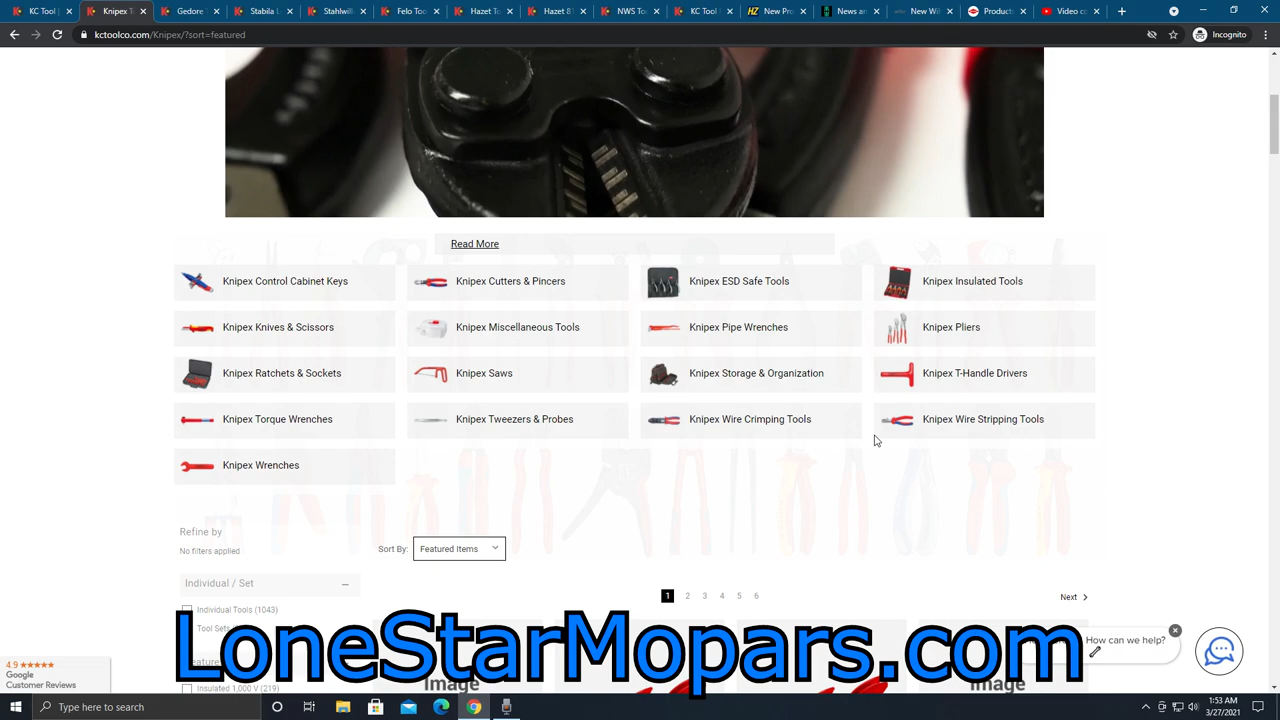 KC Tool
Knipex To
Gedore
Stabila L
Stahlwill
Felo Too
Hazet To
Hazet 8
NWS Too
KC Tool
New Pro
News an
New Wil
Product
Video co
kctoolco.com/Knipex/?sort=featured
Incognito
Read More
Knipex Control Cabinet Keys
Knipex Cutters & Pincers
Knipex ESD Safe Tools
Knipex Insulated Tools
Knipex Knives & Scissors
Knipex Miscellaneous Tools
Knipex Pipe Wrenches
Knipex Pliers
Knipex Ratchets & Sockets
Knipex Saws
Knipex Storage & Organization
Knipex T-Handle Drivers
Knipex Torque Wrenches
Knipex Tweezers & Probes
Knipex Wire Crimping Tools
Knipex Wire Stripping Tools
Knipex Wrenches
Refine by
No filters applied
Sort By: Featured Items
Individual / Set
1 2 3 4 5 6
Next
Individual Tools (1043)
Tool Sets
LoneStarMopars.com
How can we help?
Feature
4.9
Google
Customer Reviews
Insulated 1,000 V (219)
Image
Image
Type here to search
1:53 AM
3/27/2021